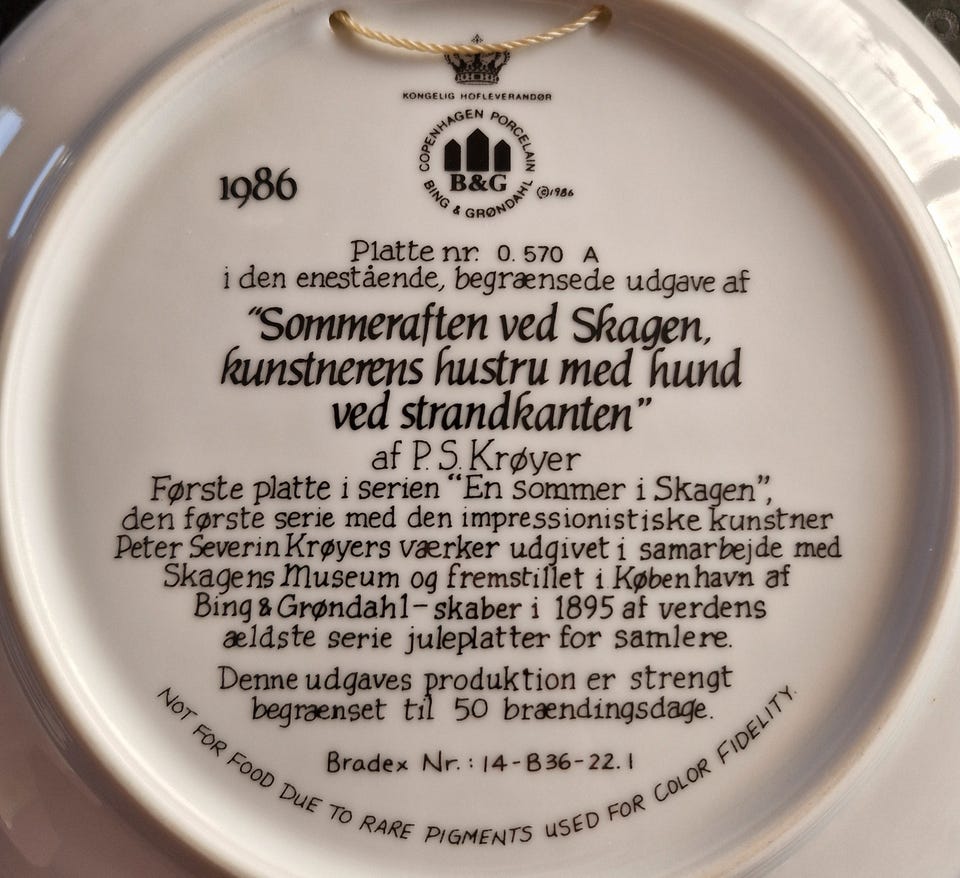 KONGELIG HOFLEVERANDØR
COPENHAGEN PORCELAIN
B&G
BING & GRØNDAHL
©1986
1986
Platte nr. 0.570 A
i den enestående, begrænsede udgave af
"Sommeraften ved Skagen,
kunstnerens hustru med hund
ved strandkanten"
af P. S. Krøyer
Første platte i serien "En sommer i Skagen",
den første serie med den impressionistiske kunstner
Peter Severin Krøyers værker udgivet i samarbejde med
Skagens Museum og fremstillet i København af
Bing & Grøndahl – skaber i 1895 af verdens
ældste serie juleplatter for samlere.
Denne udgaves produktion er strengt
begrænset til 50 brændingsdage.
Bradex Nr.: 14-B36-22.1
NOT FOR FOOD DUE TO RARE PIGMENTS USED FOR COLOR FIDELITY.